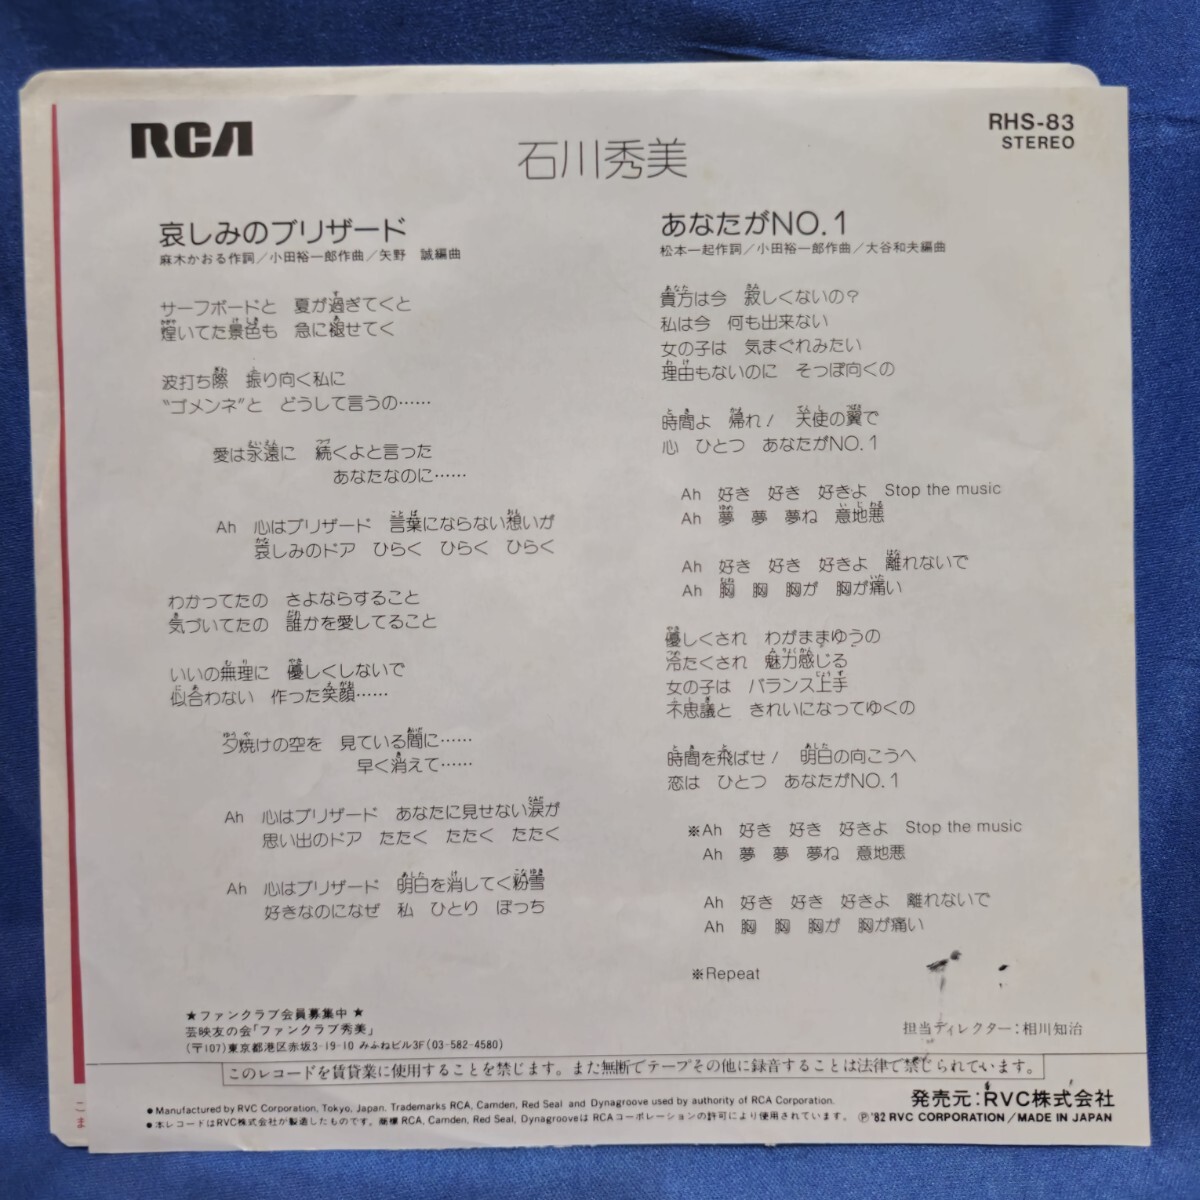 RCA
RHS-83
STEREO
石川秀美
哀しみのブリザード
麻木かおる作詞／小田裕一郎作曲／矢野　誠編曲
サーフボードと　夏が過ぎてくと
煌いてた景色も　急に褪せてく
波打ち際　振り向く私に
“ゴメンネ”と　どうして言うの……
愛は永遠に　続くよと言った
あなたなのに……
Ah　心はブリザード　言葉にならない想いが
哀しみのドア　ひらく　ひらく　ひらく
わかってたの　さよならすること
気づいてたの　誰かを愛してること
いいの無理に　優しくしないで
似合わない　作った笑顔……
夕焼けの空を　見ている間に……
早く消えて……
Ah　心はブリザード　あなたに見せない涙が
思い出のドア　たたく　たたく　たたく
Ah　心はブリザード　明日を消してく粉雪
好きなのになぜ　私　ひとり　ぼっち
★ファンクラブ会員募集中★
芸映友の会「ファンクラブ秀美」
(〒107)東京都港区赤坂3-19-10 みふねビル3F(03-582-4580)
あなたがNO.1
松本一起作詞／小田裕一郎作曲／大谷和夫編曲
貴方は今　寂しくないの？
私は今　何も出来ない
女の子は　気まぐれみたい
理由もないのに　そっぽ向くの
時間よ　帰れ！　天使の翼で
心　ひとつ　あなたがNO.1
Ah　好き　好き　好きよ　Stop the music
Ah　夢　夢　夢ね　意地悪
Ah　好き　好き　好きよ　離れないで
Ah　胸　胸　胸が　胸が痛い
優しくされ　わがままゆうの
冷たくされ　魅力感じる
女の子は　バランス上手
不思議と　きれいになってゆくの
時間を飛ばせ！　明日の向こうへ
恋は　ひとつ　あなたがNO.1
※Ah　好き　好き　好きよ　Stop the music
Ah　夢　夢　夢ね　意地悪
Ah　好き　好き　好きよ　離れないで
Ah　胸　胸　胸が　胸が痛い
※Repeat
担当ディレクター：相川知治
このレコードを賃貸業に使用することを禁じます。また無断でテープその他に録音することは法律で禁じられています。
●Manufactured by RVC Corporation, Tokyo, Japan. Trademarks RCA, Camden, Red Seal and Dynagroove used by authority of RCA Corporation.
●本レコードはRVC株式会社が製造したものです。商標RCA, Camden, Red Seal, DynagrooveはRCAコーポレーションの許可により使用されています。
発売元：RVC株式会社
Ⓟ'82 RVC CORPORATION／MADE IN JAPAN
こ
ま